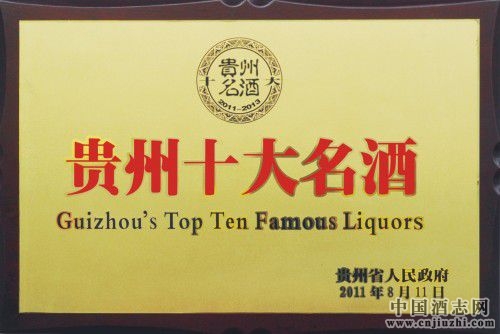 贵州
十 名酒 大
2011-2013
贵州十大名酒
Guizhou's Top Ten Famous Liquors
贵州省人民政府
2011年8月11日
中国酒志网
www.cnjiuzhi.com